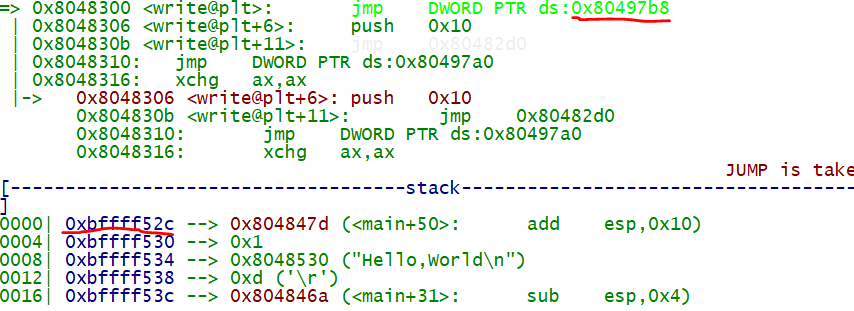 => 0x8048300 <write@plt>: jmp DWORD PTR ds:0x80497b8
| 0x8048306 <write@plt+6>: push 0x10
| 0x804830b <write@plt+11>: jmp 0x80482d0
| 0x8048310: jmp DWORD PTR ds:0x80497a0
| 0x8048316: xchg ax,ax
|-> 0x8048306 <write@plt+6>: push 0x10
0x804830b <write@plt+11>: jmp 0x80482d0
0x8048310: jmp DWORD PTR ds:0x80497a0
0x8048316: xchg ax,ax
JUMP is take
[------------------------------------stack-------------------------------------
]
0000| 0xbffff52c --> 0x804847d (<main+50>: add esp,0x10)
0004| 0xbffff530 --> 0x1
0008| 0xbffff534 --> 0x8048530 ("Hello,World\n")
0012| 0xbffff538 --> 0xd ('\r')
0016| 0xbffff53c --> 0x804846a (<main+31>: sub esp,0x4)